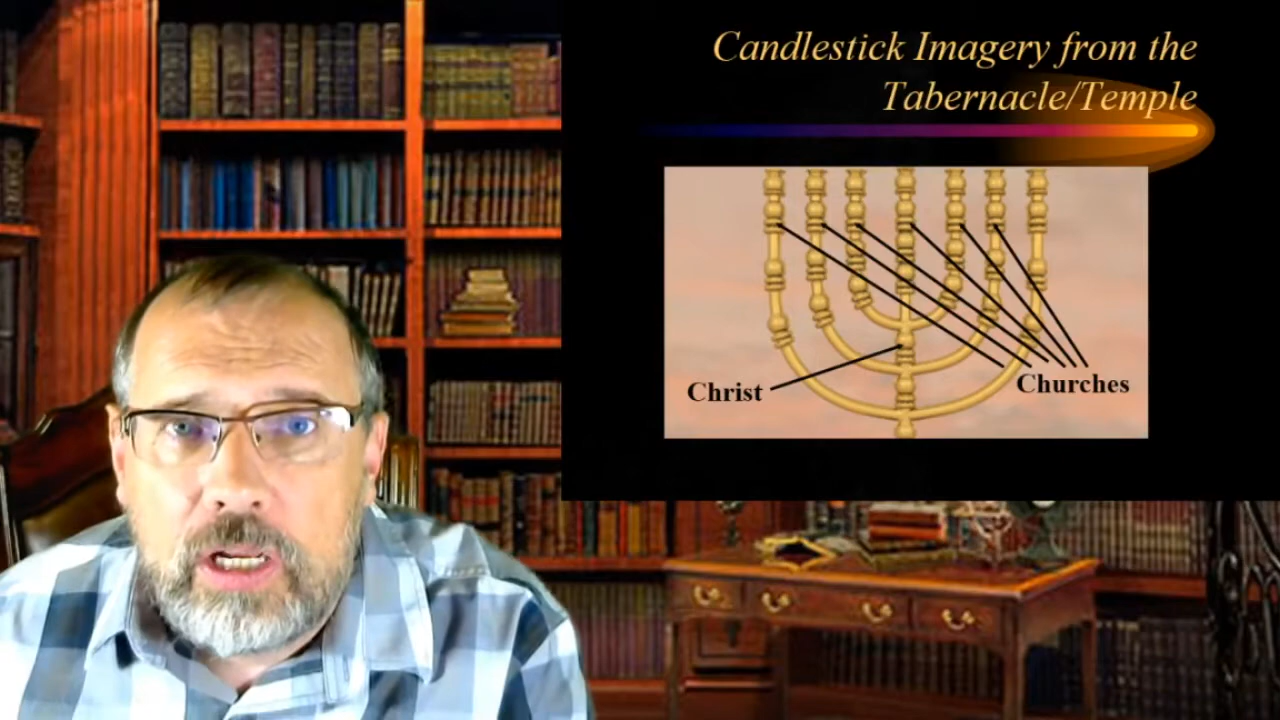 Candlestick Imagery from the
Tabernacle/Temple
Christ
Churches